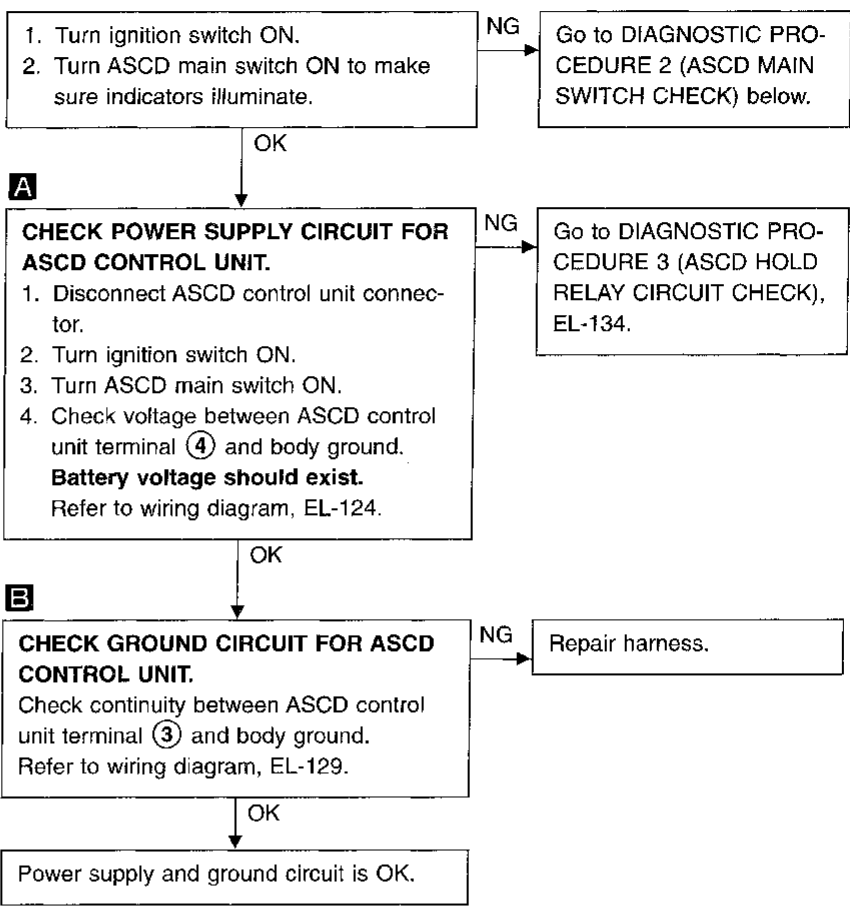 1. Turn ignition switch ON.
2. Turn ASCD main switch ON to make
sure indicators illuminate.
NG
Go to DIAGNOSTIC PRO-
CEDURE 2 (ASCD MAIN
SWITCH CHECK) below.
OK
A
CHECK POWER SUPPLY CIRCUIT FOR
ASCD CONTROL UNIT.
1. Disconnect ASCD control unit connec-
tor.
2. Turn ignition switch ON.
3. Turn ASCD main switch ON.
4. Check voltage between ASCD control
unit terminal ④ and body ground.
Battery voltage should exist.
Refer to wiring diagram, EL-124.
NG
Go to DIAGNOSTIC PRO-
CEDURE 3 (ASCD HOLD
RELAY CIRCUIT CHECK),
EL-134.
OK
B
CHECK GROUND CIRCUIT FOR ASCD
CONTROL UNIT.
Check continuity between ASCD control
unit terminal ③ and body ground.
Refer to wiring diagram, EL-129.
NG
Repair harness.
OK
Power supply and ground circuit is OK.